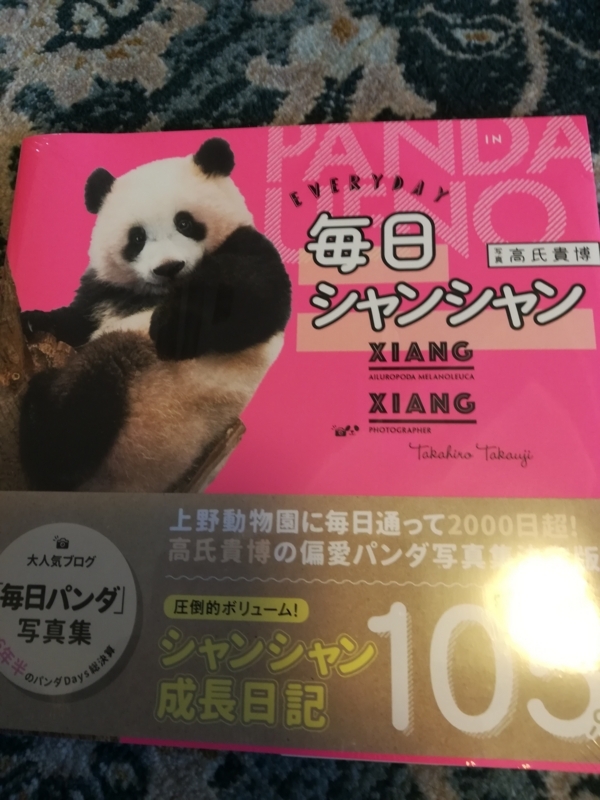 PANDA
IN
UENO
EVERYDAY
毎日
シャンシャン
写真 高氏貴博
XIANG
AILUROPODA MELANOLEUCA
XIANG
PHOTOGRAPHER
Takahiro Takauji
上野動物園に毎日通って2000日超!
高氏貴博の偏愛パンダ写真集
大人気ブログ
「毎日パンダ」
写真集
年半
のパンダDays総決算
圧倒的ボリューム!
シャンシャン
成長日記